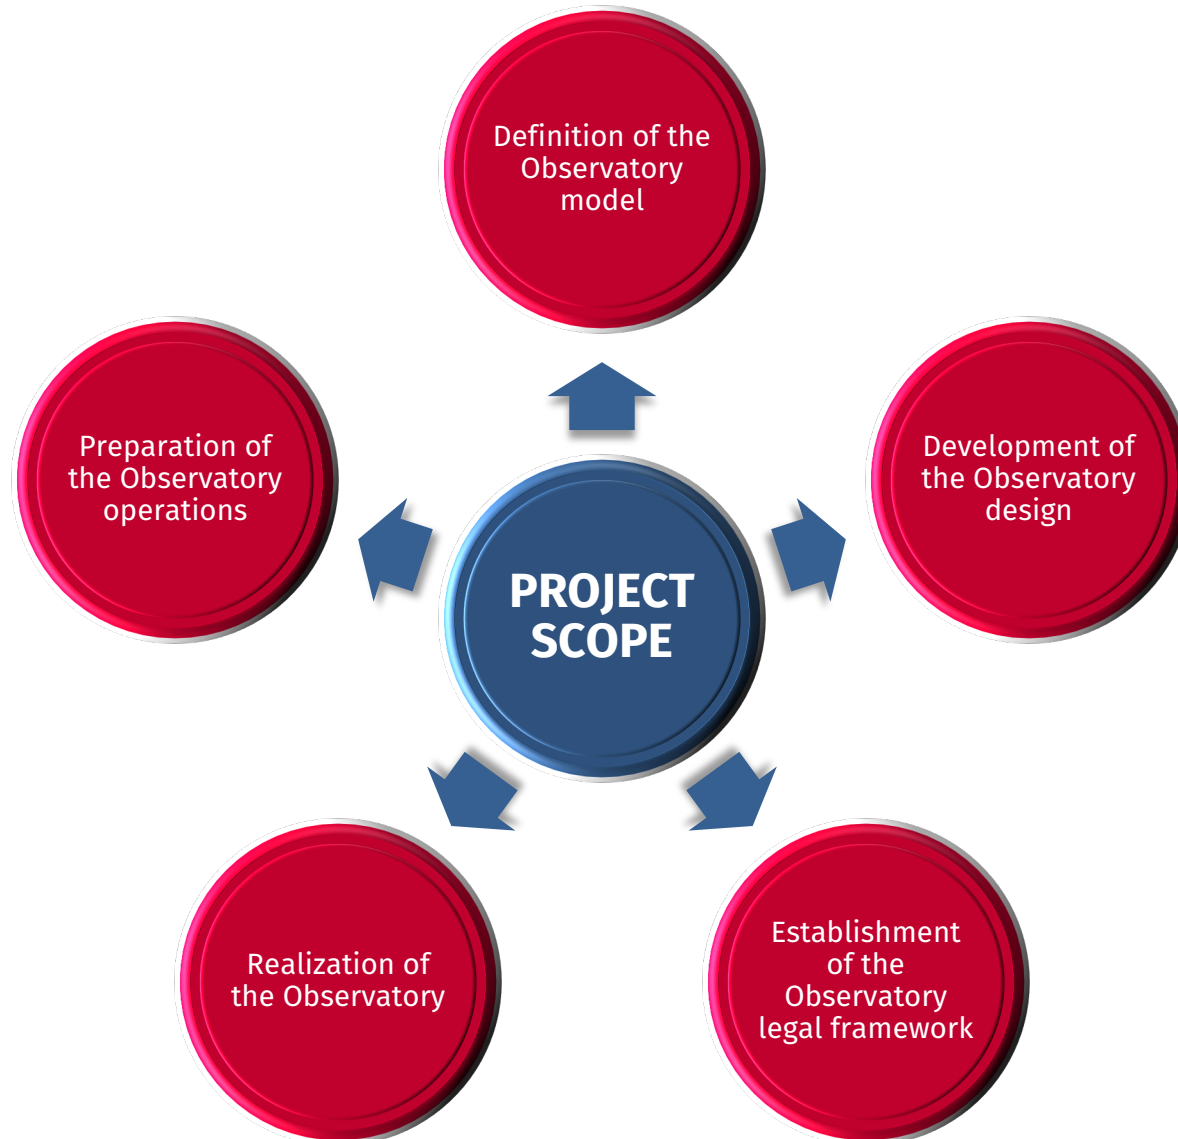 Definition of the
Observatory
model
Preparation of
the Observatory
operations
Development of
the Observatory
design
PROJECT
SCOPE
Realization of
the Observatory
Establishment
of the
Observatory
legal framework